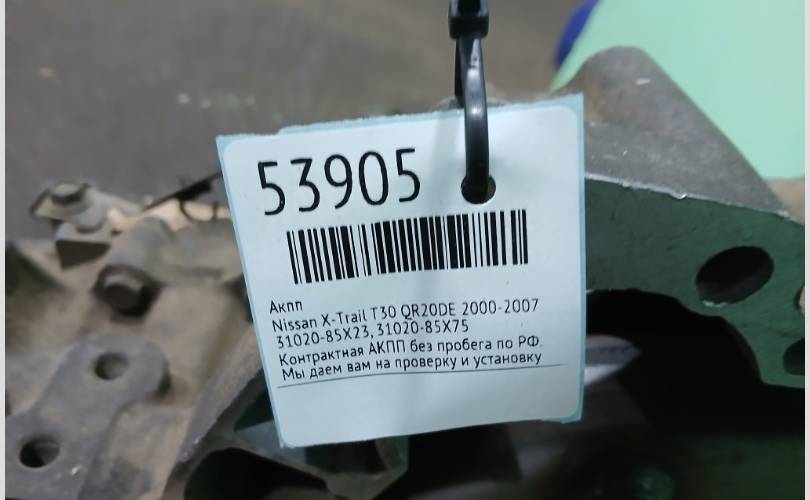 53905
Акпп
Nissan X-Trail T30 QR20DE 2000-2007
31020-85X23, 31020-85X75
Контрактная АКПП без пробега по РФ.
Мы даем вам на проверку и установку